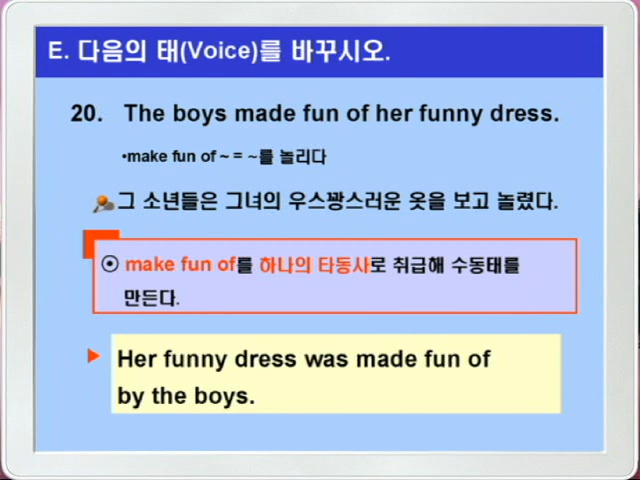 E. 다음의 태(Voice)를 바꾸시오.
20. The boys made fun of her funny dress.
•make fun of ~ = ~를 놀리다
그 소년들은 그녀의 우스꽝스러운 옷을 보고 놀렸다.
⊙ make fun of를 하나의 타동사로 취급해 수동태를
만든다.
Her funny dress was made fun of
by the boys.